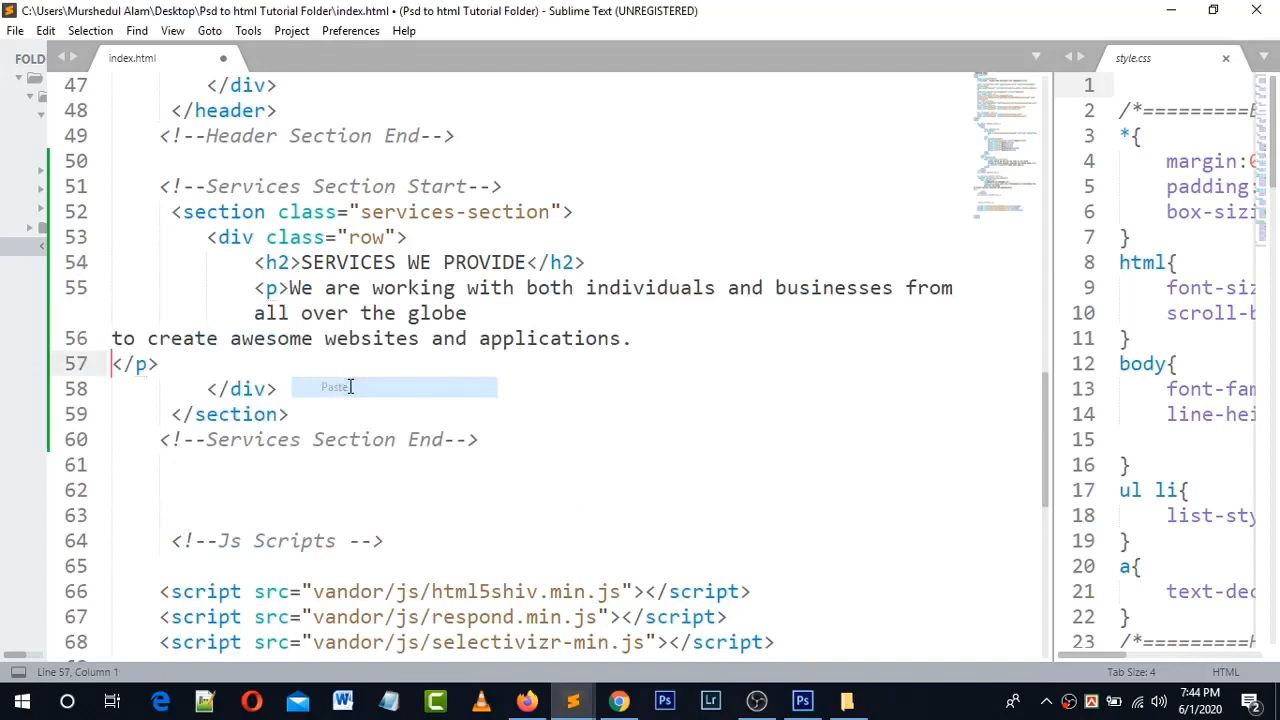 C:\Users\Murshedul Alam\Desktop\Psd to html Tutorial Folder\index.html • (Psd to html Tutorial Folder) - Sublime Text (UNREGISTERED)
File Edit Selection Find View Goto Tools Project Preferences Help
FOLD
index.html
style.css
47 </div>
48 </header>
49 <!--Header Section End-->
50
51 <!--Services Section Start-->
52 <section class="services-section">
53 <div class="row">
54 <h2>SERVICES WE PROVIDE</h2>
55 <p>We are working with both individuals and businesses from
all over the globe
56 to create awesome websites and applications.
57 </p>
58 </div>
Paste
59 </section>
60 <!--Services Section End-->
61
62
63
64 <!--Js Scripts -->
65
66 <script src="vandor/js/html5shiv.min.js"></script>
67 <script src="vandor/js/respond.min.js"></script>
68 <script src="vandor/js/selectivizr-min.js"></script>
1
2 /*=========
3 *{
4 margin:0
5 padding:
6 box-sizi
7 }
8 html{
9 font-siz
10 scroll-b
11 }
12 body{
13 font-fam
14 line-hei
15
16 }
17 ul li{
18 list-sty
19 }
20 a{
21 text-dec
22 }
23 /*=========
Line 57, Column 1
Tab Size: 4
HTML
7:44 PM
6/1/2020